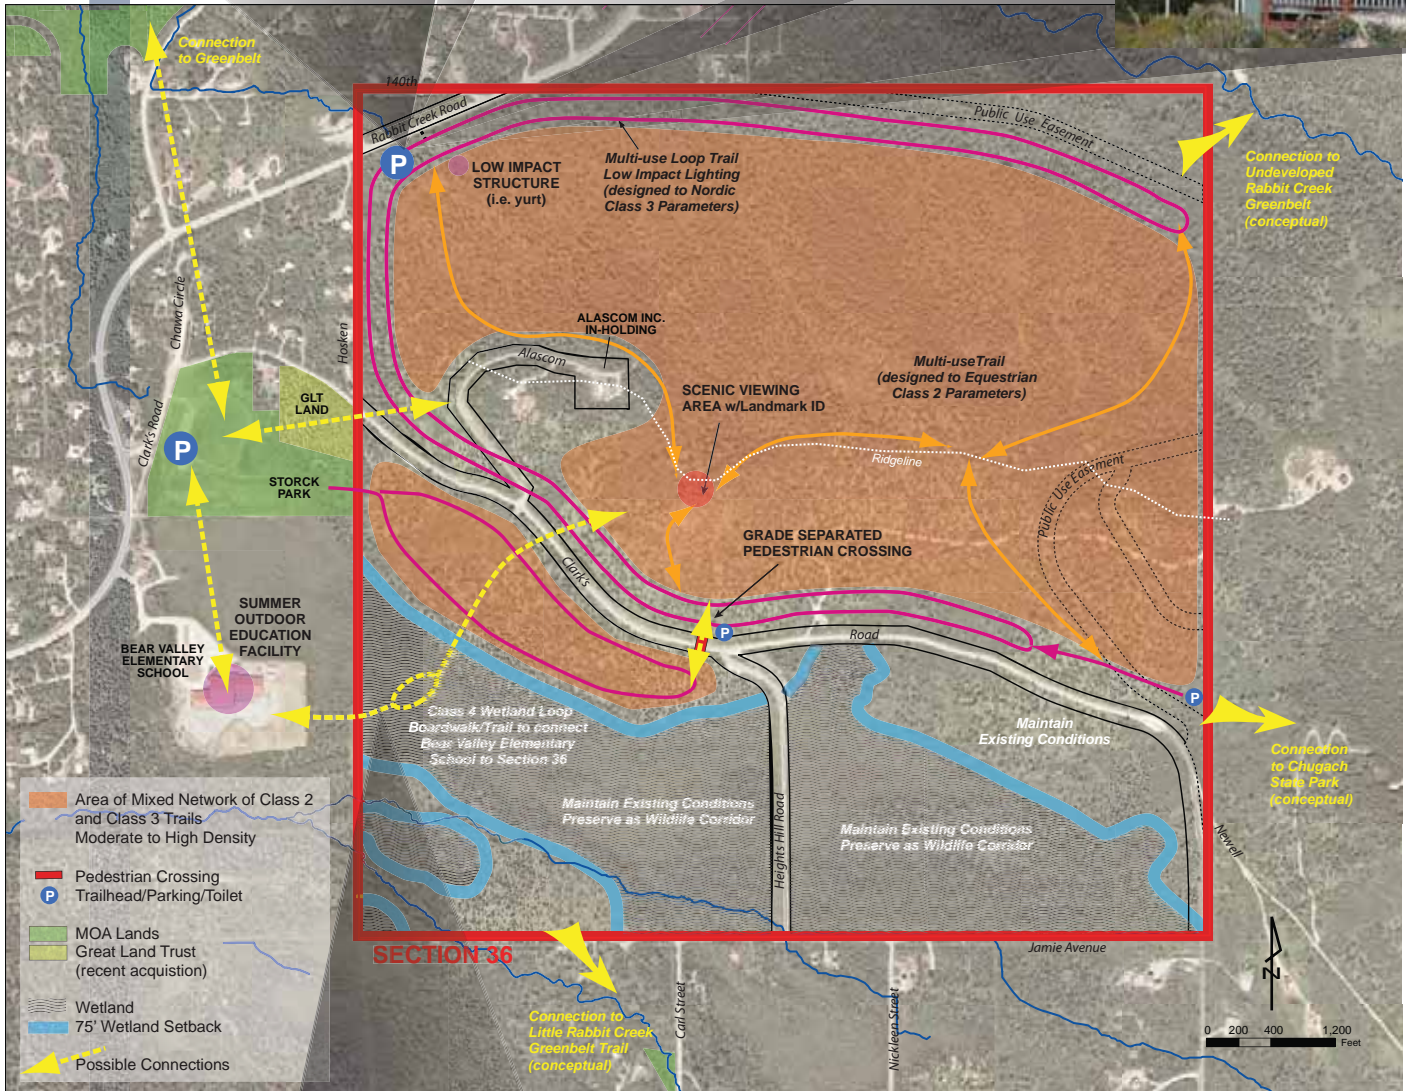 Connection
to Greenbelt
140th
Rabbit Creek Road
Public Use Easement
P
LOW IMPACT
STRUCTURE
(i.e. yurt)
Multi-use Loop Trail
Low Impact Lighting
(designed to Nordic
Class 3 Parameters)
Connection to
Undeveloped
Rabbit Creek
Greenbelt
(conceptual)
Chawa Circle
Hosken
ALASCOM INC.
IN-HOLDING
Alascom
Multi-useTrail
(designed to Equestrian
Class 2 Parameters)
SCENIC VIEWING
AREA w/Landmark ID
GLT
LAND
Clark's Road
P
Ridgeline
Public Use Easement
STORCK
PARK
GRADE SEPARATED
PEDESTRIAN CROSSING
Clark's
SUMMER
OUTDOOR
EDUCATION
FACILITY
BEAR VALLEY
ELEMENTARY
SCHOOL
P
Road
P
Class 4 Wetland Loop
Boardwalk/Trail to connect
Bear Valley Elementary
School to Section 36
Maintain
Existing Conditions
Connection
to Chugach
State Park
(conceptual)
Maintain Existing Conditions
Preserve as Wildlife Corridor
Heights Hill Road
Maintain Existing Conditions
Preserve as Wildlife Corridor
Newell
Area of Mixed Network of Class 2
and Class 3 Trails
Moderate to High Density
Pedestrian Crossing
P
Trailhead/Parking/Toilet
MOA Lands
Great Land Trust
(recent acquistion)
Wetland
75' Wetland Setback
Possible Connections
SECTION 36
Jamie Avenue
Carl Street
Nickleen Street
Connection to
Little Rabbit Creek
Greenbelt Trail
(conceptual)
N
0 200 400 1,200
Feet